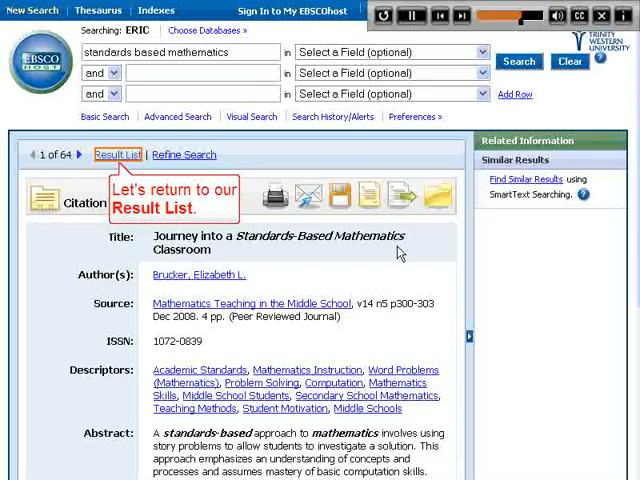 New Search Thesaurus Indexes Sign In to My EBSCOhost
Searching: ERIC Choose Databases »
standards based mathematics in Select a Field (optional) Search Clear
and in Select a Field (optional)
and in Select a Field (optional) Add Row
EBSCO
HOST
TRINITY
WESTERN
UNIVERSITY
CC
Basic Search Advanced Search Visual Search Search History/Alerts Preferences »
1 of 64 Result List | Refine Search
Let's return to our
Result List.
Citation
Title: Journey into a Standards-Based Mathematics
Classroom
Author(s): Brucker, Elizabeth L.
Source: Mathematics Teaching in the Middle School, v14 n5 p300-303
Dec 2008. 4 pp. (Peer Reviewed Journal)
ISSN: 1072-0839
Descriptors: Academic Standards, Mathematics Instruction, Word Problems
(Mathematics), Problem Solving, Computation, Mathematics
Skills, Middle School Students, Secondary School Mathematics,
Teaching Methods, Student Motivation, Middle Schools
Abstract: A standards-based approach to mathematics involves using
story problems to allow students to investigate a solution. This
approach emphasizes an understanding of concepts and
processes and assumes mastery of basic computation skills.
Related Information
Similar Results
Find Similar Results using
SmartText Searching.